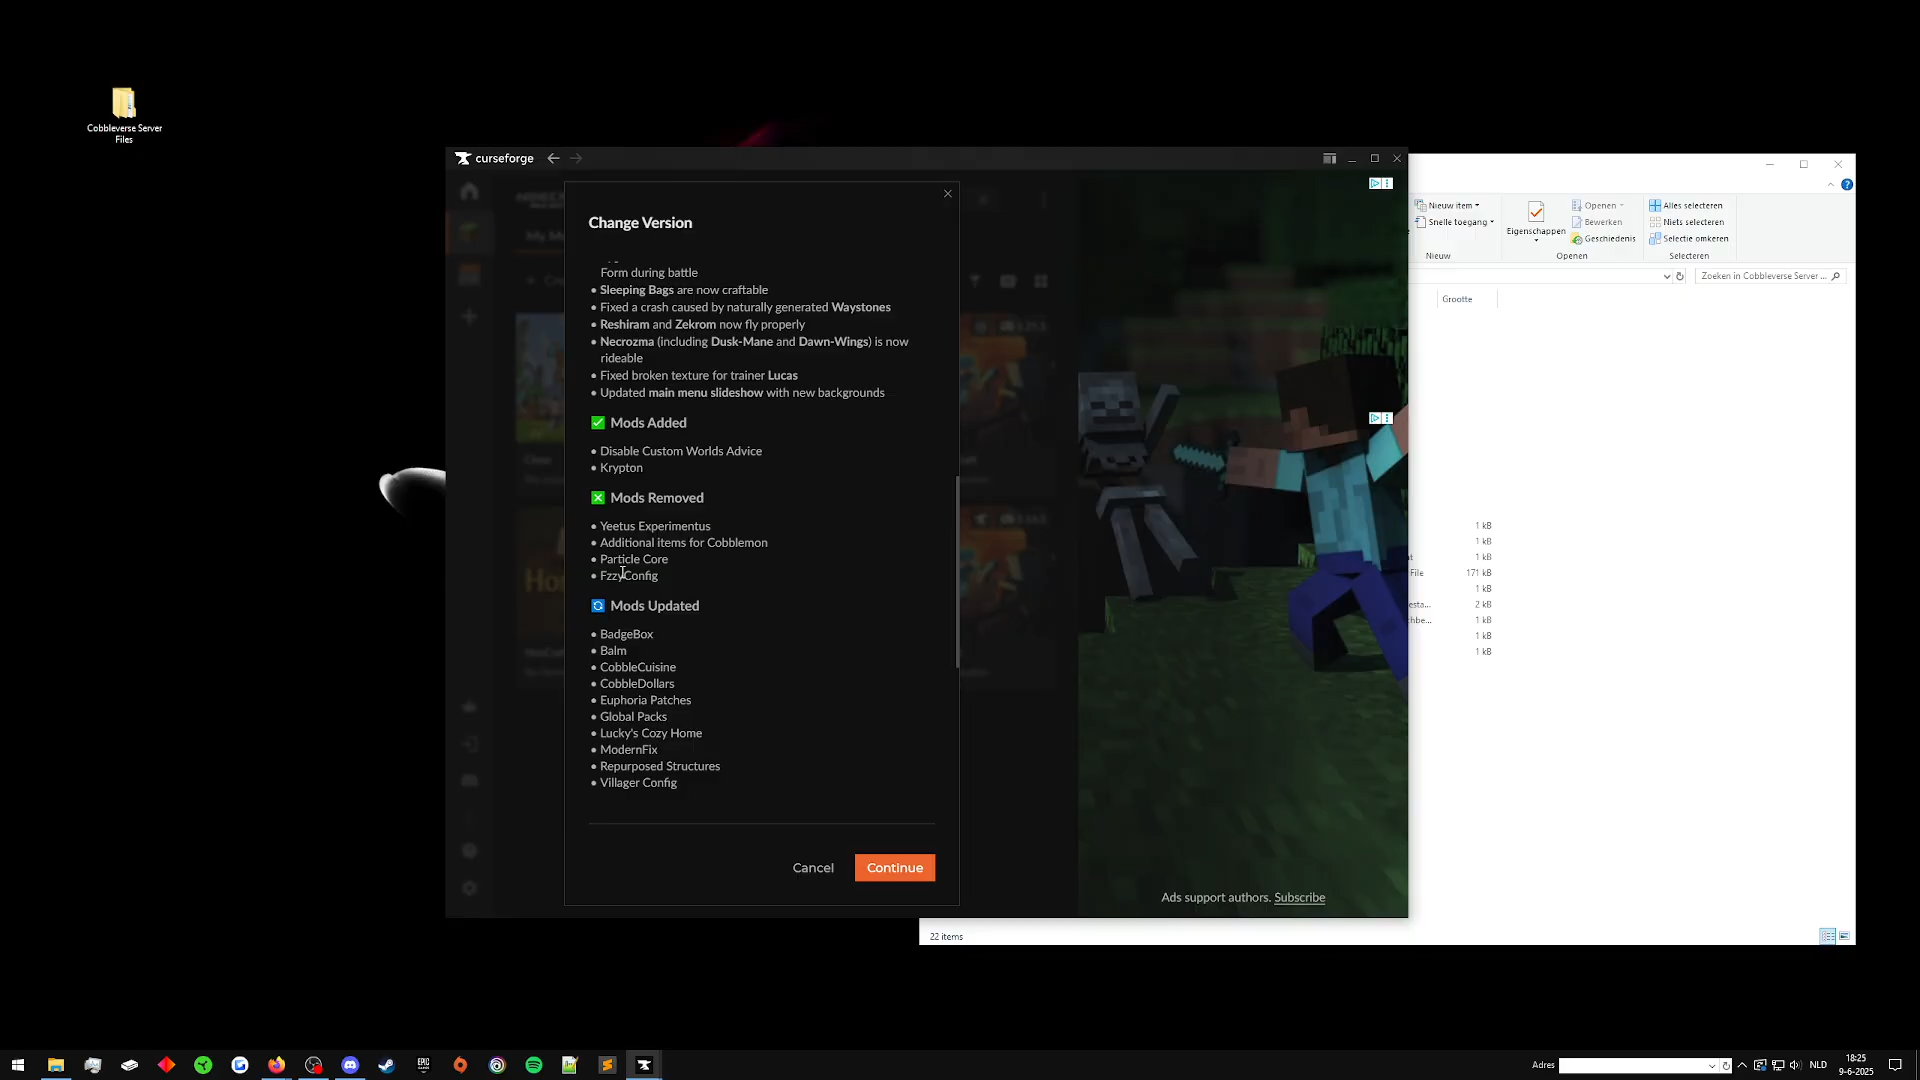 Cobbleverse Server
Files
curseforge
Change Version
Form during battle
• Sleeping Bags are now craftable
• Fixed a crash caused by naturally generated Waystones
• Reshiram and Zekrom now fly properly
• Necrozma (including Dusk-Mane and Dawn-Wings) is now
rideable
• Fixed broken texture for trainer Lucas
• Updated main menu slideshow with new backgrounds
Mods Added
• Disable Custom Worlds Advice
• Krypton
Mods Removed
• Yeetus Experimentus
• Additional items for Cobblemon
• Particle Core
• FzzyConfig
Mods Updated
• BadgeBox
• Balm
• CobbleCuisine
• CobbleDollars
• Euphoria Patches
• Global Packs
• Lucky's Cozy Home
• ModernFix
• Repurposed Structures
• Villager Config
Cancel
Continue
Ads support authors. Subscribe
Nieuw item
Snelle toegang
Nieuw
Eigenschappen
Openen
Bewerken
Geschiedenis
Openen
Alles selecteren
Niets selecteren
Selectie omkeren
Selecteren
Zoeken in Cobbleverse Server ...
Grootte
1 kB
1 kB
1 kB
File 171 kB
1 kB
2 kB
1 kB
1 kB
1 kB
22 items
EPIC
GAMES
Adres
NLD
18:25
9-6-2025